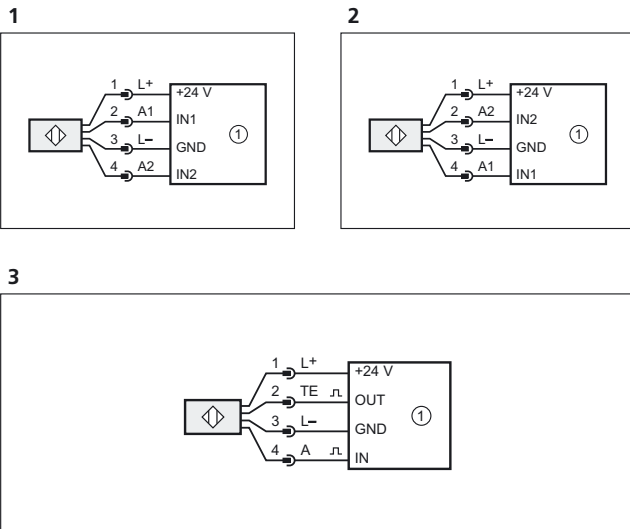 1
1 L+ +24 V
2 A1 IN1
3 L– GND
4 A2 IN2
①
2
1 L+ +24 V
2 A2 IN2
3 L– GND
4 A1 IN1
①
3
1 L+ +24 V
2 TE OUT
3 L– GND
4 A IN
①